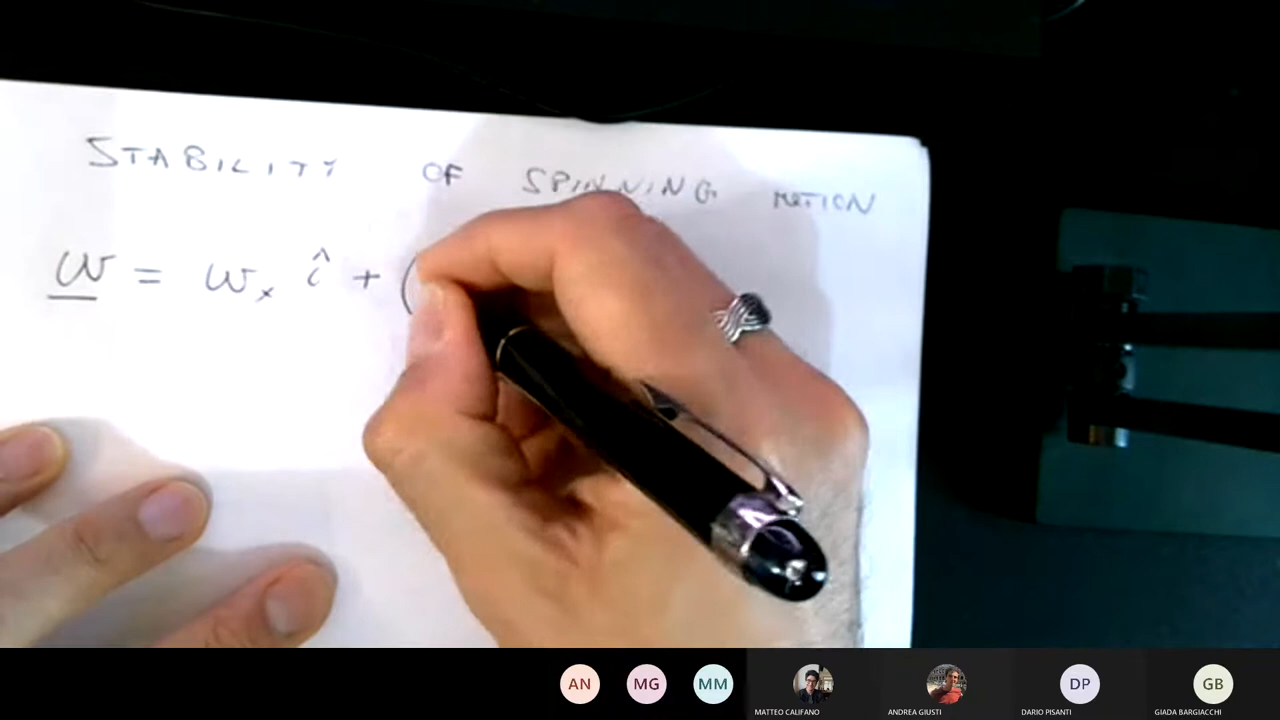 STABILITY OF SPINNING MOTION
ω = ωx î + (
AN MG MM DP GB
MATTEO CALIFANO ANDREA GIUSTI DARIO PISANTI GIADA BARGIACCHI